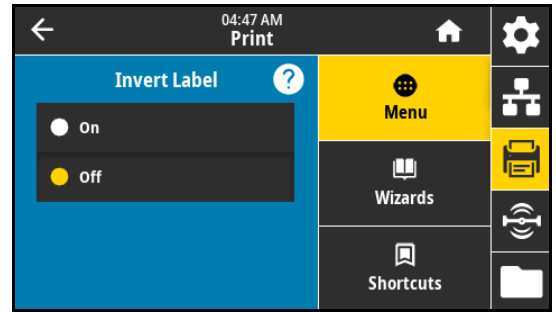 04:47 AM
Print
Invert Label ?
On
Off
Menu
Wizards
Shortcuts